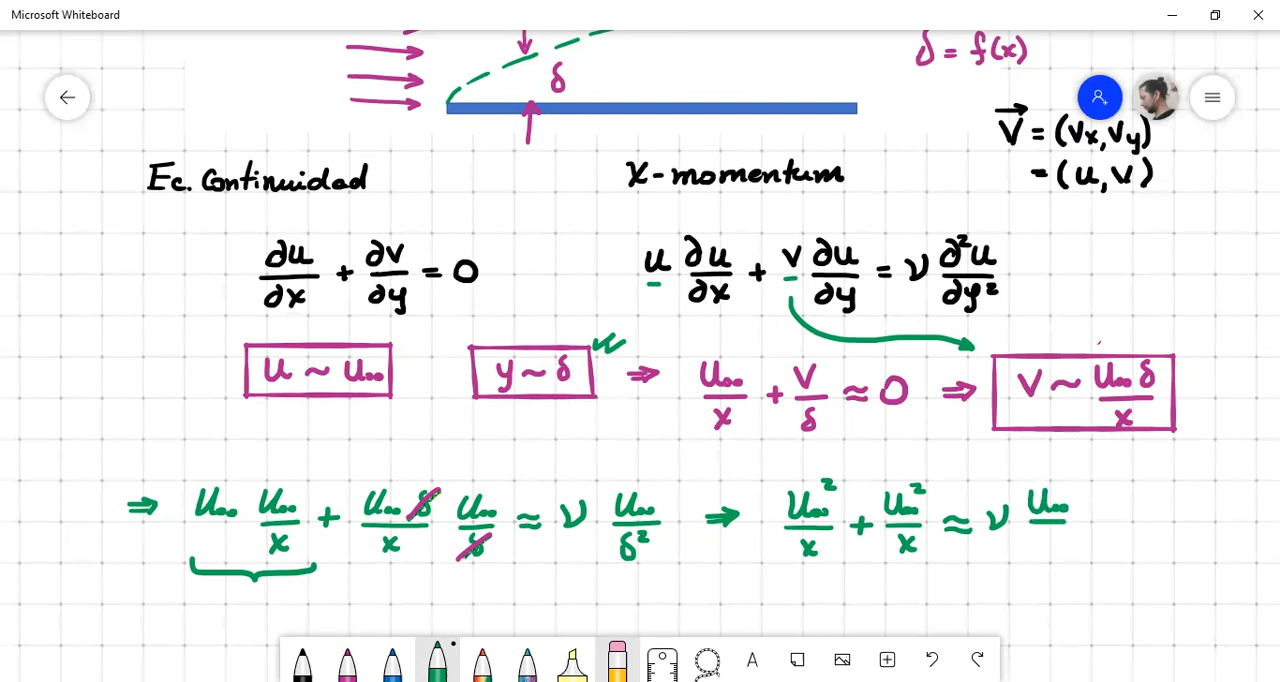 Microsoft Whiteboard
δ = f(x)
δ
V⃗ = (Vx, Vy)
= (u, v)
Ec. Continuidad
X-momentum
∂u/∂x + ∂v/∂y = 0
u ∂u/∂x + v ∂u/∂y = ν ∂²u/∂y²
u ~ u∞
y ~ δ
⇒ u∞/x + v/δ ≈ 0 ⇒ v ~ u∞ δ/x
⇒ u∞ u∞/x + u∞ δ/x u∞/δ ≈ ν u∞/δ² ⇒ u∞²/x + u∞²/x ≈ ν u∞
A